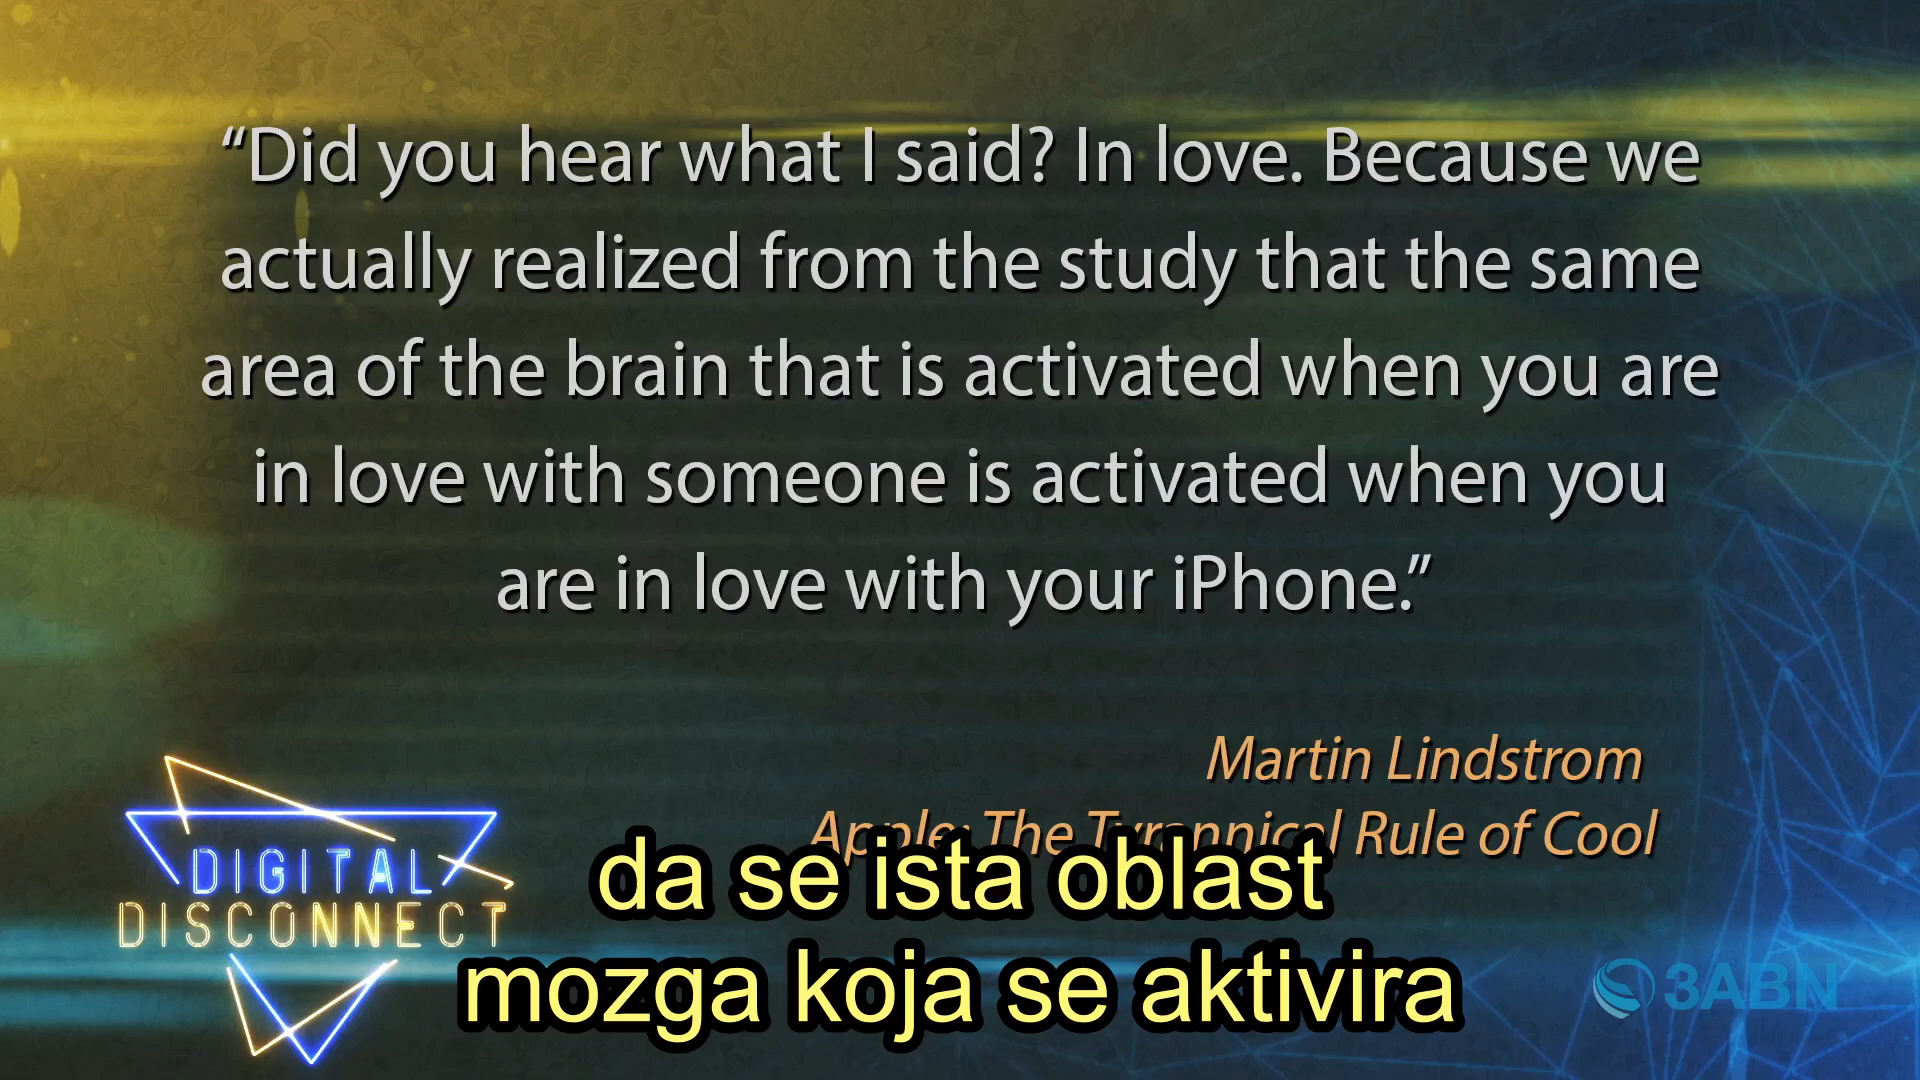 “Did you hear what I said? In love. Because we
actually realized from the study that the same
area of the brain that is activated when you are
in love with someone is activated when you
are in love with your iPhone.”
Martin Lindstrom
Apple: The Tyrannical Rule of Cool
DIGITAL
DISCONNECT
da se ista oblast
mozga koja se aktivira
3ABN